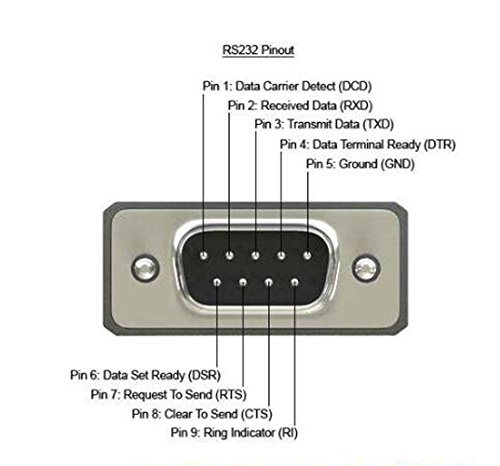 RS232 Pinout
Pin 1: Data Carrier Detect (DCD)
Pin 2: Received Data (RXD)
Pin 3: Transmit Data (TXD)
Pin 4: Data Terminal Ready (DTR)
Pin 5: Ground (GND)
Pin 6: Data Set Ready (DSR)
Pin 7: Request To Send (RTS)
Pin 8: Clear To Send (CTS)
Pin 9: Ring Indicator (RI)